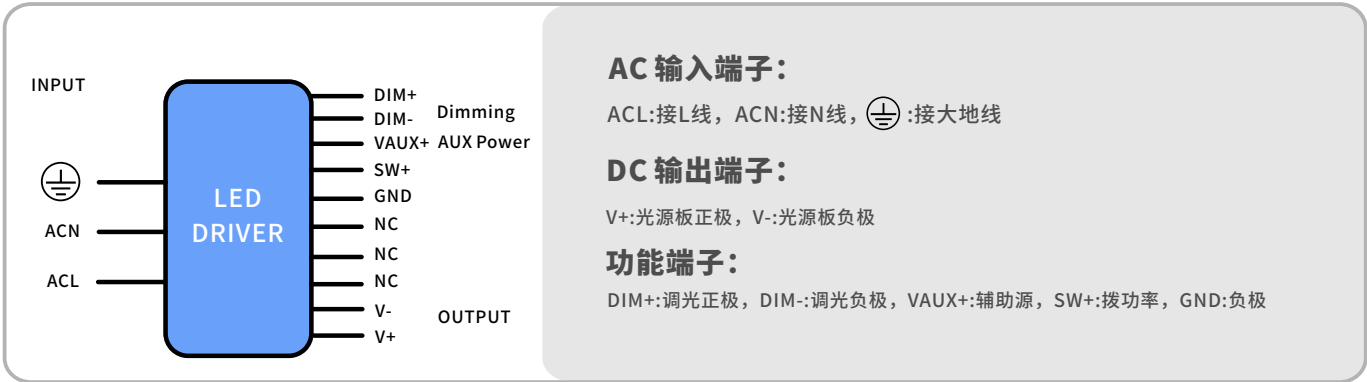 INPUT
ACN
ACL
LED
DRIVER
DIM+
DIM-
Dimming
VAUX+ AUX Power
SW+
GND
NC
NC
NC
V-
V+
OUTPUT
AC 输入端子：
ACL:接L线，ACN:接N线， :接大地线
DC 输出端子：
V+:光源板正极，V-:光源板负极
功能端子：
DIM+:调光正极，DIM-:调光负极，VAUX+:辅助源，SW+:拨功率，GND:负极